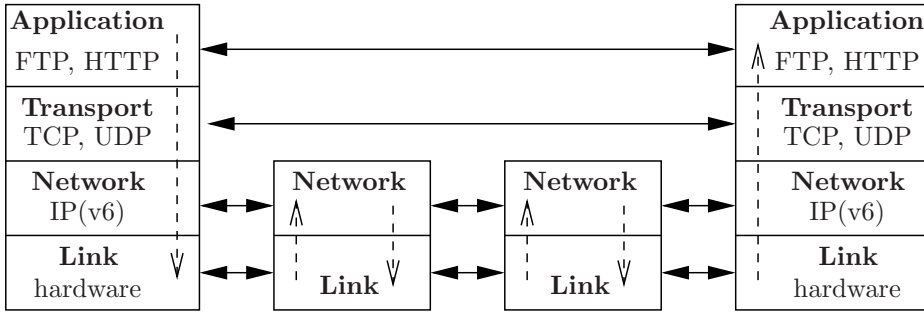 Application
FTP, HTTP
Transport
TCP, UDP
Network
IP(v6)
Link
hardware
Network
Link
Network
Link
Application
FTP, HTTP
Transport
TCP, UDP
Network
IP(v6)
Link
hardware